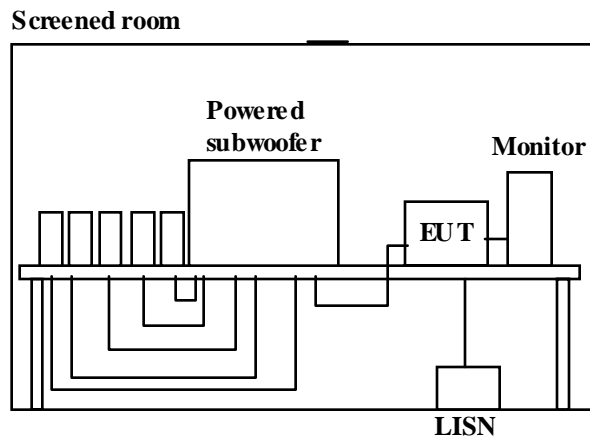 Screened room
Powered
subwoofer
Monitor
EUT
LISN